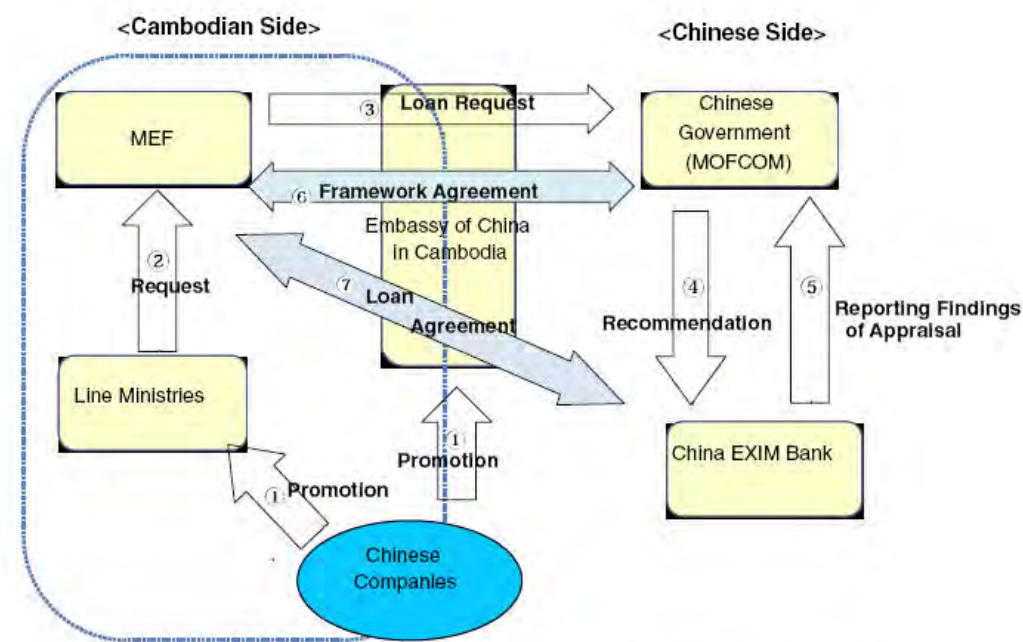 <Cambodian Side>
<Chinese Side>
MEF
③ Loan Request
Chinese
Government
(MOFCOM)
⑥ Framework Agreement
Embassy of China
in Cambodia
②
Request
⑦ Loan
Agreement
④
Recommendation
⑤
Reporting Findings
of Appraisal
Line Ministries
①
Promotion
① Promotion
China EXIM Bank
Chinese
Companies